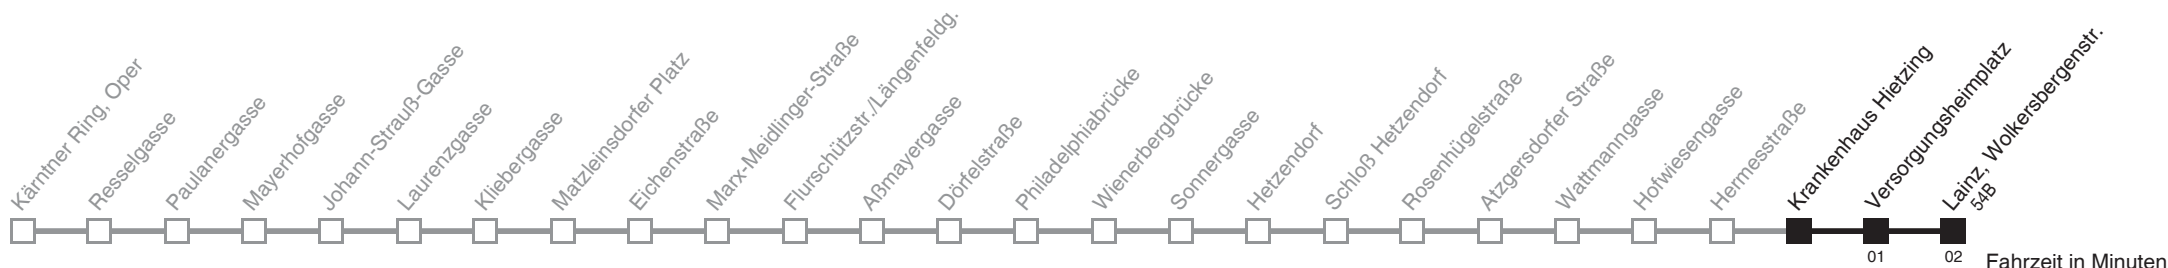 Kärntner Ring, Oper
Resselgasse
Paulanergasse
Mayerhofgasse
Johann-Strauß-Gasse
Laurenzgasse
Kliebergasse
Matzleinsdorfer Platz
Eichenstraße
Marx-Meidlinger-Straße
Flurschützstr./Längenfeldg.
Aßmayergasse
Dörfelstraße
Philadelphiabrücke
Wienerbergbrücke
Sonnergasse
Hetzendorf
Schloß Hetzendorf
Rosenhügelstraße
Atzgersdorfer Straße
Wattmanngasse
Hofwiesengasse
Hermesstraße
Krankenhaus Hietzing
Versorgungsheimplatz
Lainz, Wolkersbergenstr.
54B
01 02 Fahrzeit in Minuten